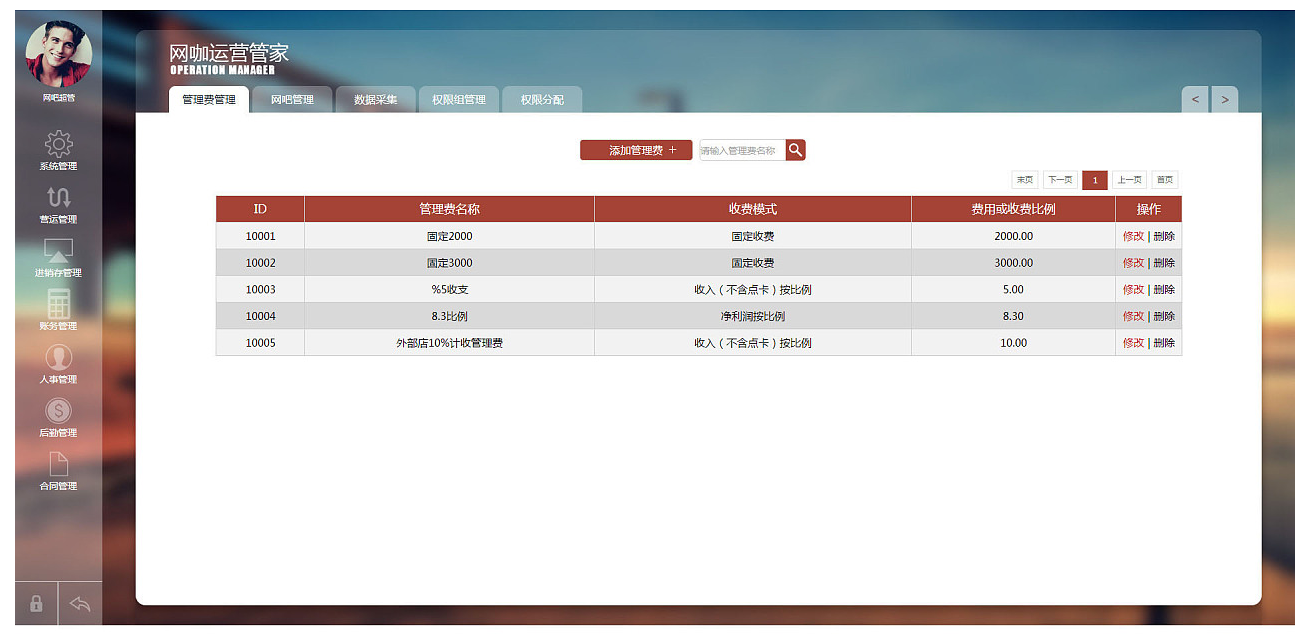 网咖运营管家
OPERATION MANAGER
网吧超管
系统管理
营运管理
进销存管理
账务管理
人事管理
后勤管理
合同管理
管理费管理 网吧管理 数据采集 权限组管理 权限分配 < >
添加管理费 + 请输入管理费名称
末页 下一页 1 上一页 首页
ID 管理费名称 收费模式 费用或收费比例 操作
10001 固定2000 固定收费 2000.00 修改 | 删除
10002 固定3000 固定收费 3000.00 修改 | 删除
10003 %5收支 收入（不含点卡）按比例 5.00 修改 | 删除
10004 8.3比例 净利润按比例 8.30 修改 | 删除
10005 外部店10%计收管理费 收入（不含点卡）按比例 10.00 修改 | 删除